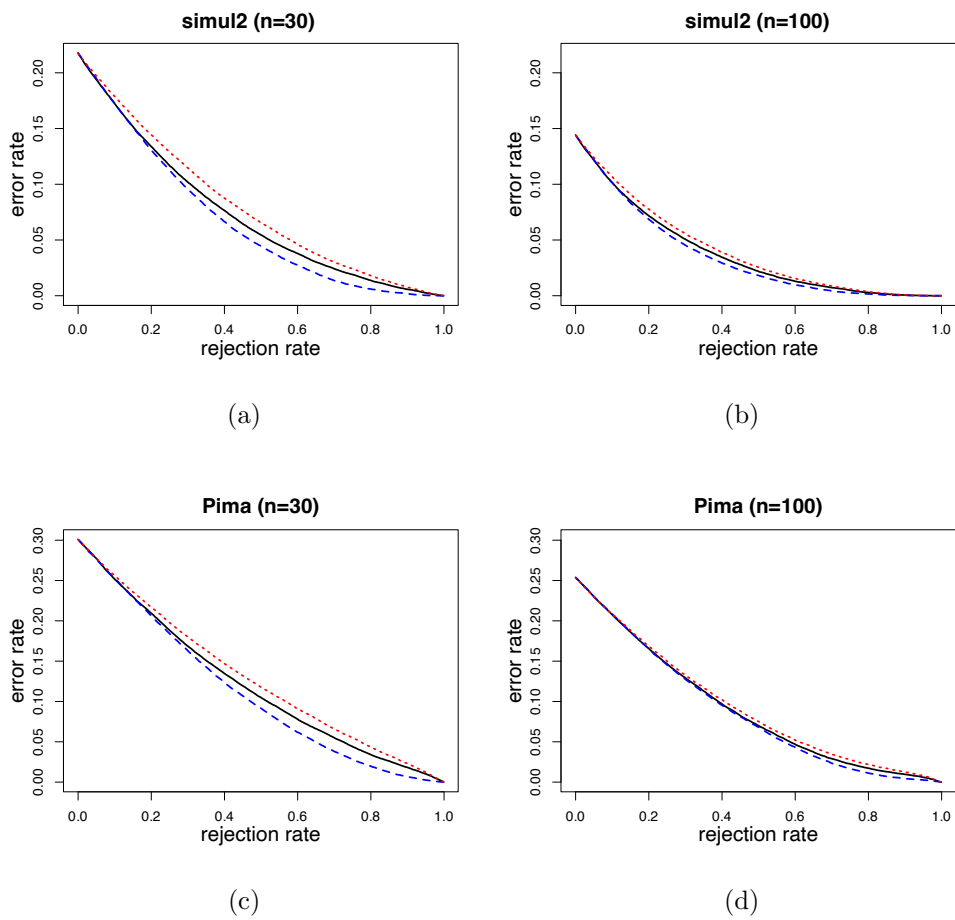 simul2 (n=30)
error rate
0.00 0.05 0.10 0.15 0.20
0.0 0.2 0.4 0.6 0.8 1.0
rejection rate
(a)
simul2 (n=100)
error rate
0.00 0.05 0.10 0.15 0.20
0.0 0.2 0.4 0.6 0.8 1.0
rejection rate
(b)
Pima (n=30)
error rate
0.00 0.05 0.10 0.15 0.20 0.25 0.30
0.0 0.2 0.4 0.6 0.8 1.0
rejection rate
(c)
Pima (n=100)
error rate
0.00 0.05 0.10 0.15 0.20 0.25 0.30
0.0 0.2 0.4 0.6 0.8 1.0
rejection rate
(d)